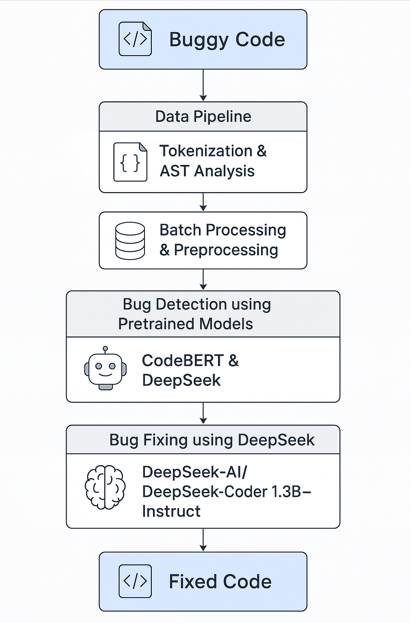 </> Buggy Code
Data Pipeline
{ } Tokenization &
AST Analysis
Batch Processing
& Preprocessing
Bug Detection using
Pretrained Models
CodeBERT &
DeepSeek
Bug Fixing using DeepSeek
DeepSeek-AI/
DeepSeek-Coder 1.3B–
Instruct
</> Fixed Code